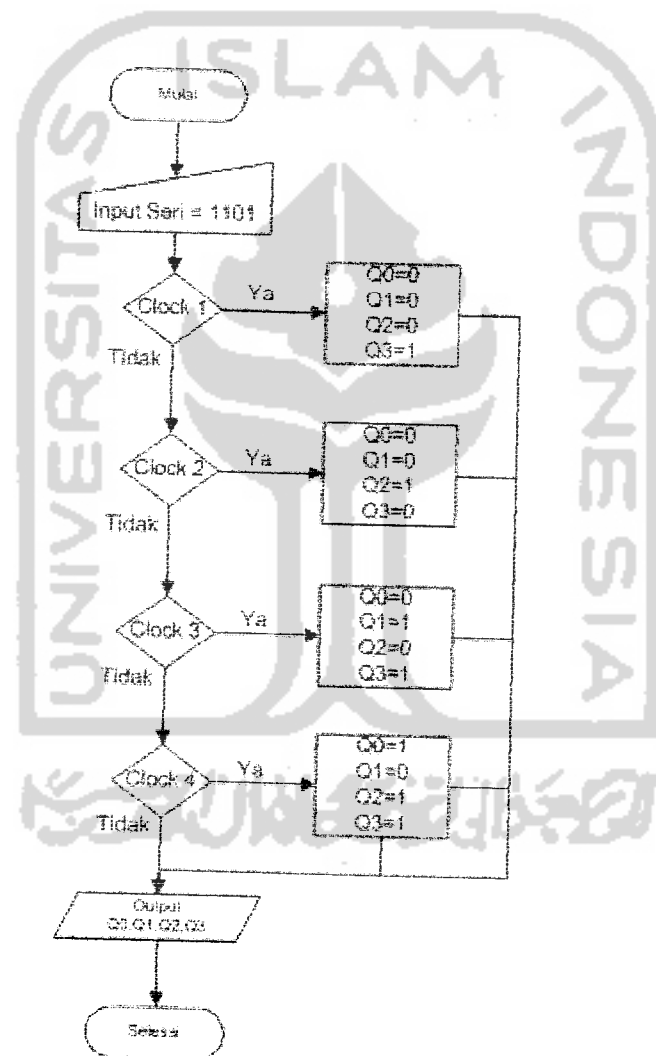 ISLAM
UNIVERSITAS
INDONESIA
Mulai
Input Seri = 1101
Clock 1
Ya
Q0=0
Q1=0
Q2=0
Q3=1
Tidak
Clock 2
Ya
Q0=0
Q1=0
Q2=1
Q3=0
Tidak
Clock 3
Ya
Q0=0
Q1=1
Q2=0
Q3=1
Tidak
Clock 4
Ya
Q0=1
Q1=0
Q2=1
Q3=1
Tidak
Output
Q0,Q1,Q2,Q3
Selesai